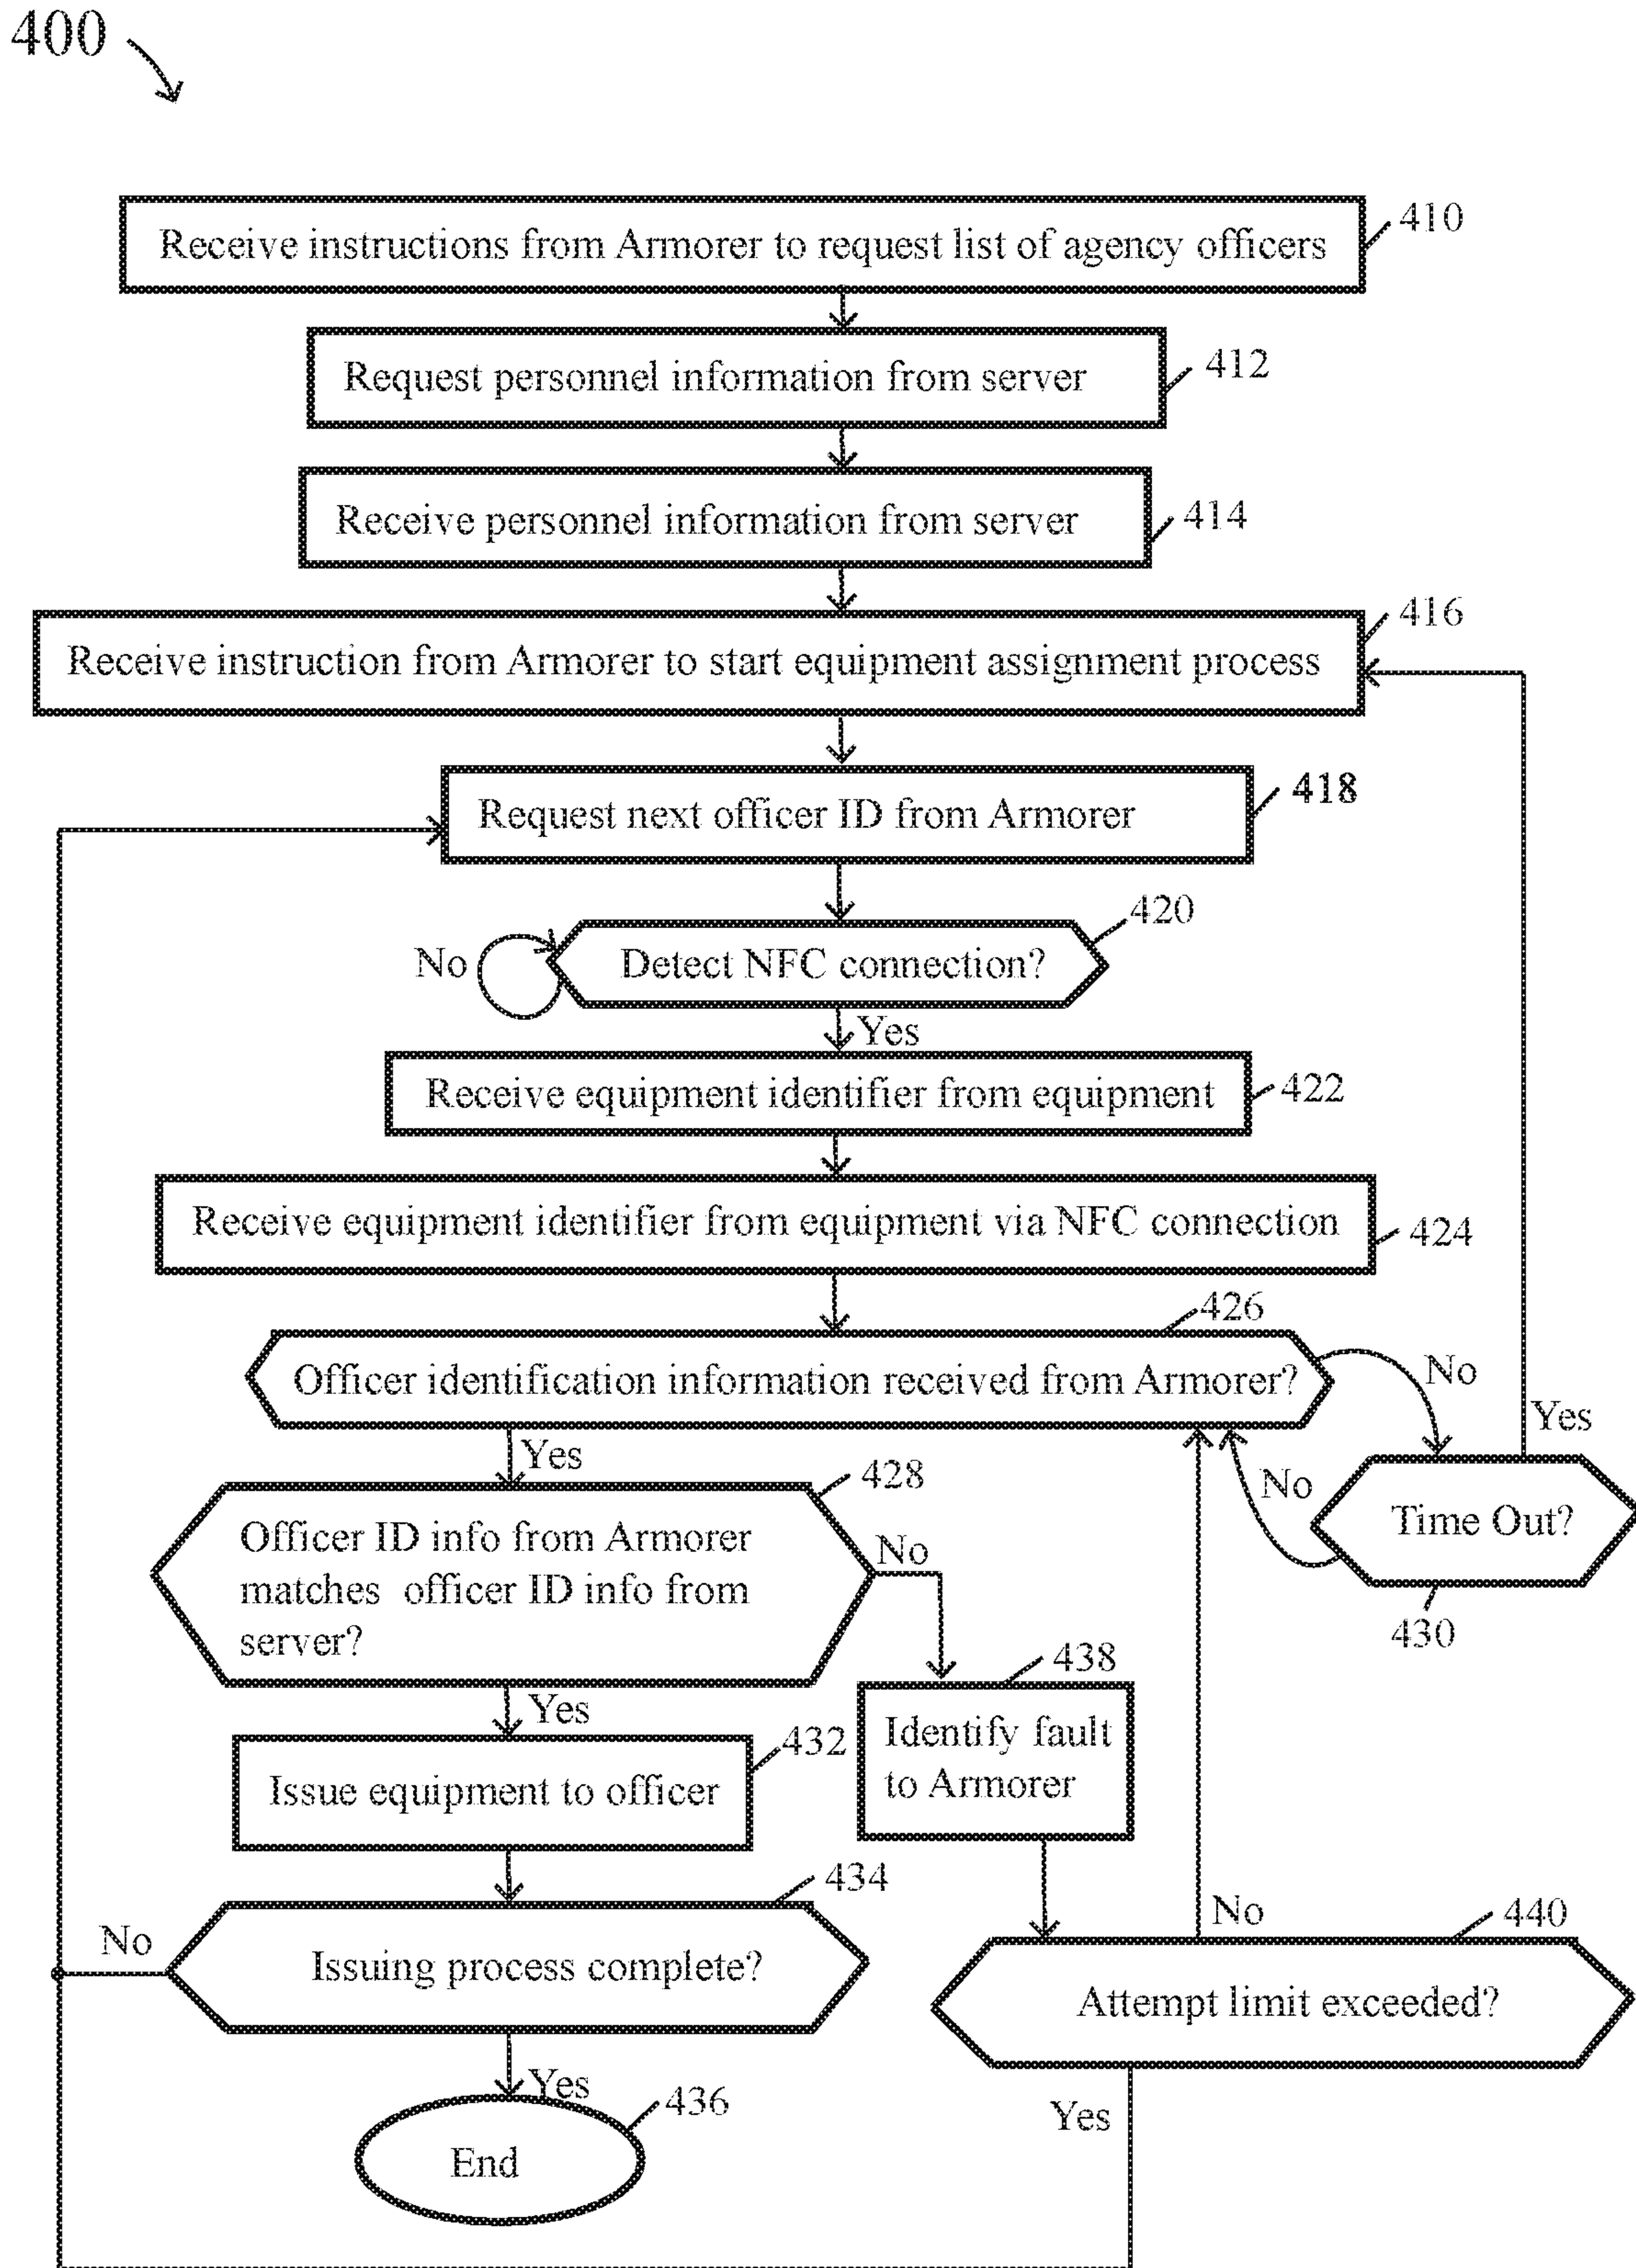 400
Receive instructions from Armorer to request list of agency officers
410
Request personnel information from server
412
Receive personnel information from server
414
416
Receive instruction from Armorer to start equipment assignment process
Request next officer ID from Armorer
418
420
No
Detect NFC connection?
Yes
Receive equipment identifier from equipment
422
Receive equipment identifier from equipment via NFC connection
424
426
Officer identification information received from Armorer?
No
Yes
Yes
428
No
Time Out?
430
Officer ID info from Armorer
matches officer ID info from
server?
No
438
Yes
432
Identify fault
to Armorer
Issue equipment to officer
434
No
Issuing process complete?
No
440
Attempt limit exceeded?
Yes
436
End
Yes